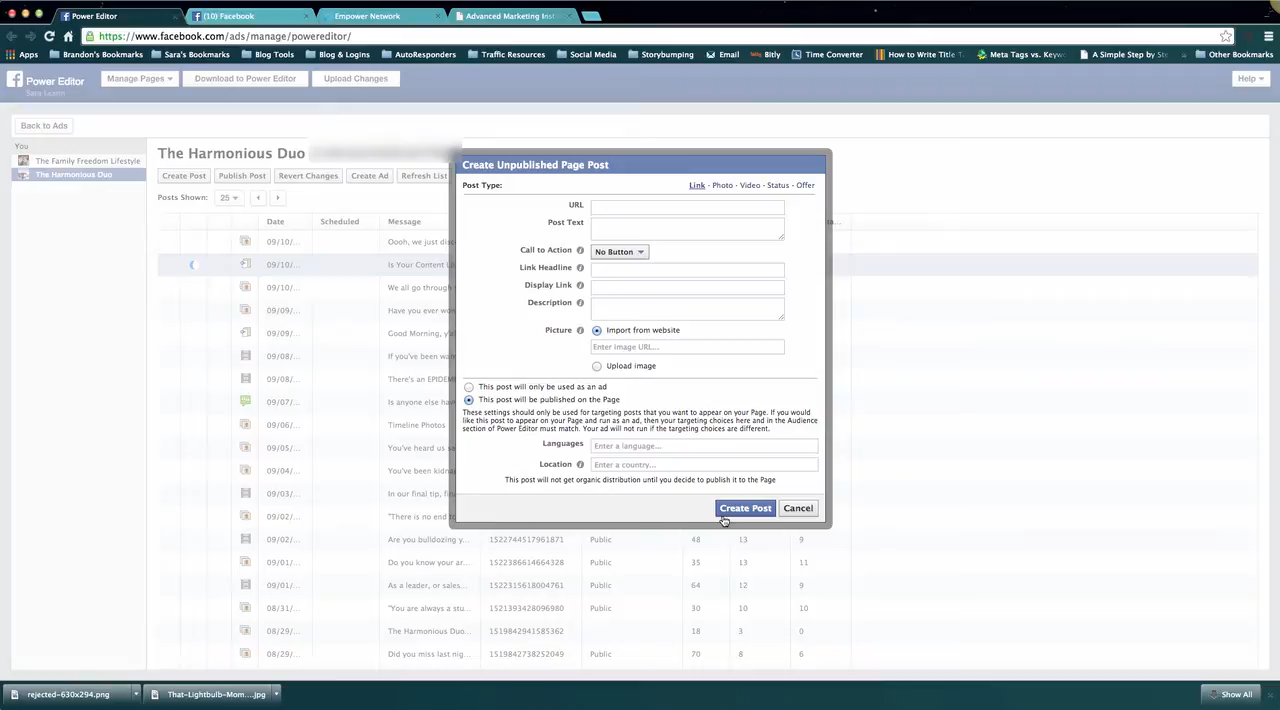 Power Editor
(10) Facebook
Empower Network
Advanced Marketing Inst
https://www.facebook.com/ads/manage/powereditor/
Apps Brandon's Bookmarks Sara's Bookmarks Blog Tools Blog & Logins AutoResponders Traffic Resources Social Media Storybumping Email Bitly Time Converter How to Write Title T Meta Tags vs. Keyw A Simple Step by Ste Other Bookmarks
Power Editor
Manage Pages Download to Power Editor Upload Changes Help
Back to Ads
You
The Family Freedom Lifestyle
The Harmonious Duo
The Harmonious Duo
Create Post Publish Post Revert Changes Create Ad Refresh List
Posts Shown: 25
Date Scheduled Message
09/10/... Oooh, we just disc
09/10/... Is Your Content U
09/10/... We all go through
09/09/... Have you ever won
09/09/... Good Morning, y'al
09/08/... If you've been wan
09/08/... There's an EPIDEM
09/07/... Is anyone else hav
09/06/... Timeline Photos
09/05/... You've heard us se
09/04/... You've been kidna
09/03/... In our final tip, fin
09/02/... "There is no end t
09/02/... Are you bulldozing y... 1522744517961871 Public 48 13 9
09/01/... Do you know your ar... 1522386614664328 Public 35 13 11
09/01/... As a leader, or sales... 1522315618004761 Public 64 12 9
08/31/... "You are always a stu... 1521393428096980 Public 30 10 10
08/29/... The Harmonious Duo... 1519842941585362 18 3 0
08/29/... Did you miss last nig... 1519842738252049 Public 70 8 6
Create Unpublished Page Post
Post Type: Link - Photo - Video - Status - Offer
URL
Post Text
Call to Action No Button
Link Headline
Display Link
Description
Picture Import from website
Enter image URL...
Upload image
This post will only be used as an ad
This post will be published on the Page
These settings should only be used for targeting posts that you want to appear on your Page. If you would
like this post to appear on your Page and run as an ad, then your targeting choices here and in the Audience
section of Power Editor must match. Your ad will not run if the targeting choices are different.
Languages Enter a language...
Location Enter a country...
This post will not get organic distribution until you decide to publish it to the Page
Create Post Cancel
rejected-630x294.png That-Lightbulb-Mom....jpg Show All